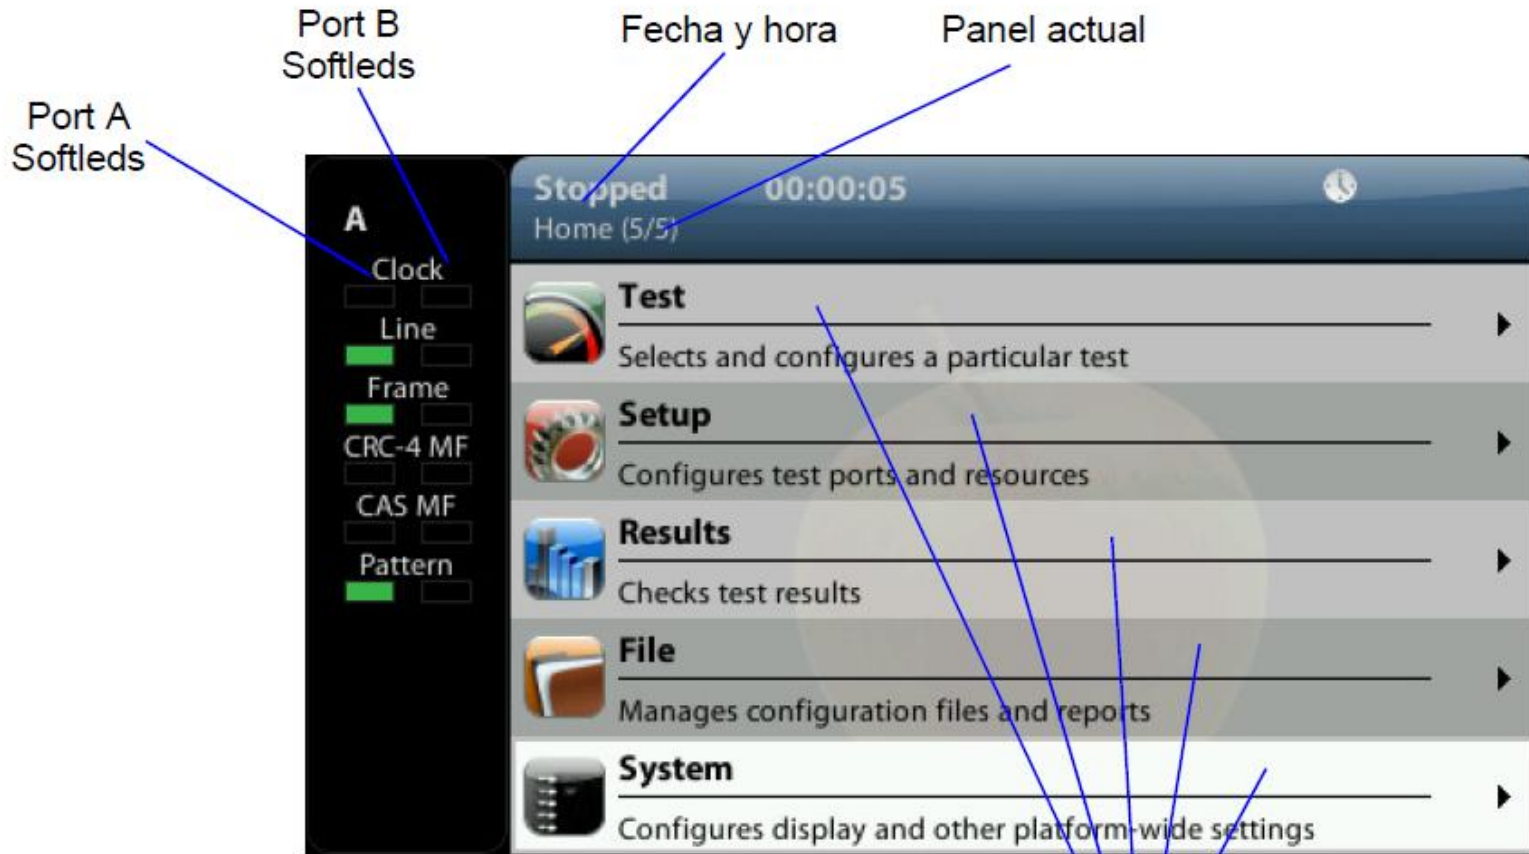 Port B
Softleds
Fecha y hora
Panel actual
Port A
Softleds
A
Clock
Line
Frame
CRC-4 MF
CAS MF
Pattern
Stopped 00:00:05
Home (5/5)
Test
Selects and configures a particular test
Setup
Configures test ports and resources
Results
Checks test results
File
Manages configuration files and reports
System
Configures display and other platform-wide settings